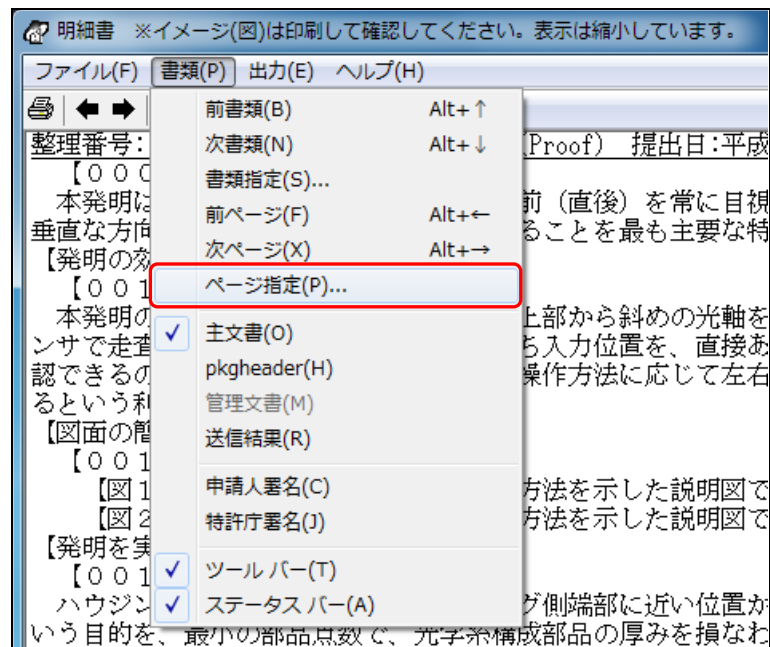 明細書　※イメージ(図)は印刷して確認してください。表示は縮小しています。
ファイル(F) 書類(P) 出力(E) ヘルプ(H)
前書類(B) Alt+↑
次書類(N) Alt+↓
書類指定(S)...
前ページ(F) Alt+←
次ページ(X) Alt+→
ページ指定(P)...
主文書(O)
pkgheader(H)
管理文書(M)
送信結果(R)
申請人署名(C)
特許庁署名(J)
ツール バー(T)
ステータス バー(A)
整理番号: (Proof) 提出日:平成
【000
本発明は 前（直後）を常に目視
垂直な方向 ることを最も主要な特
【発明の効
【001
本発明の 上部から斜めの光軸を
ンサで走査 ち入力位置を、直接あ
認できるの 操作方法に応じて左右
るという利
【図面の簡
【001
【図1 方法を示した説明図で
【図2 方法を示した説明図で
【発明を実
【001
ハウジン グ側端部に近い位置か
いう目的を、最小の部品点数で、光学系構成部品の厚みを損なわ